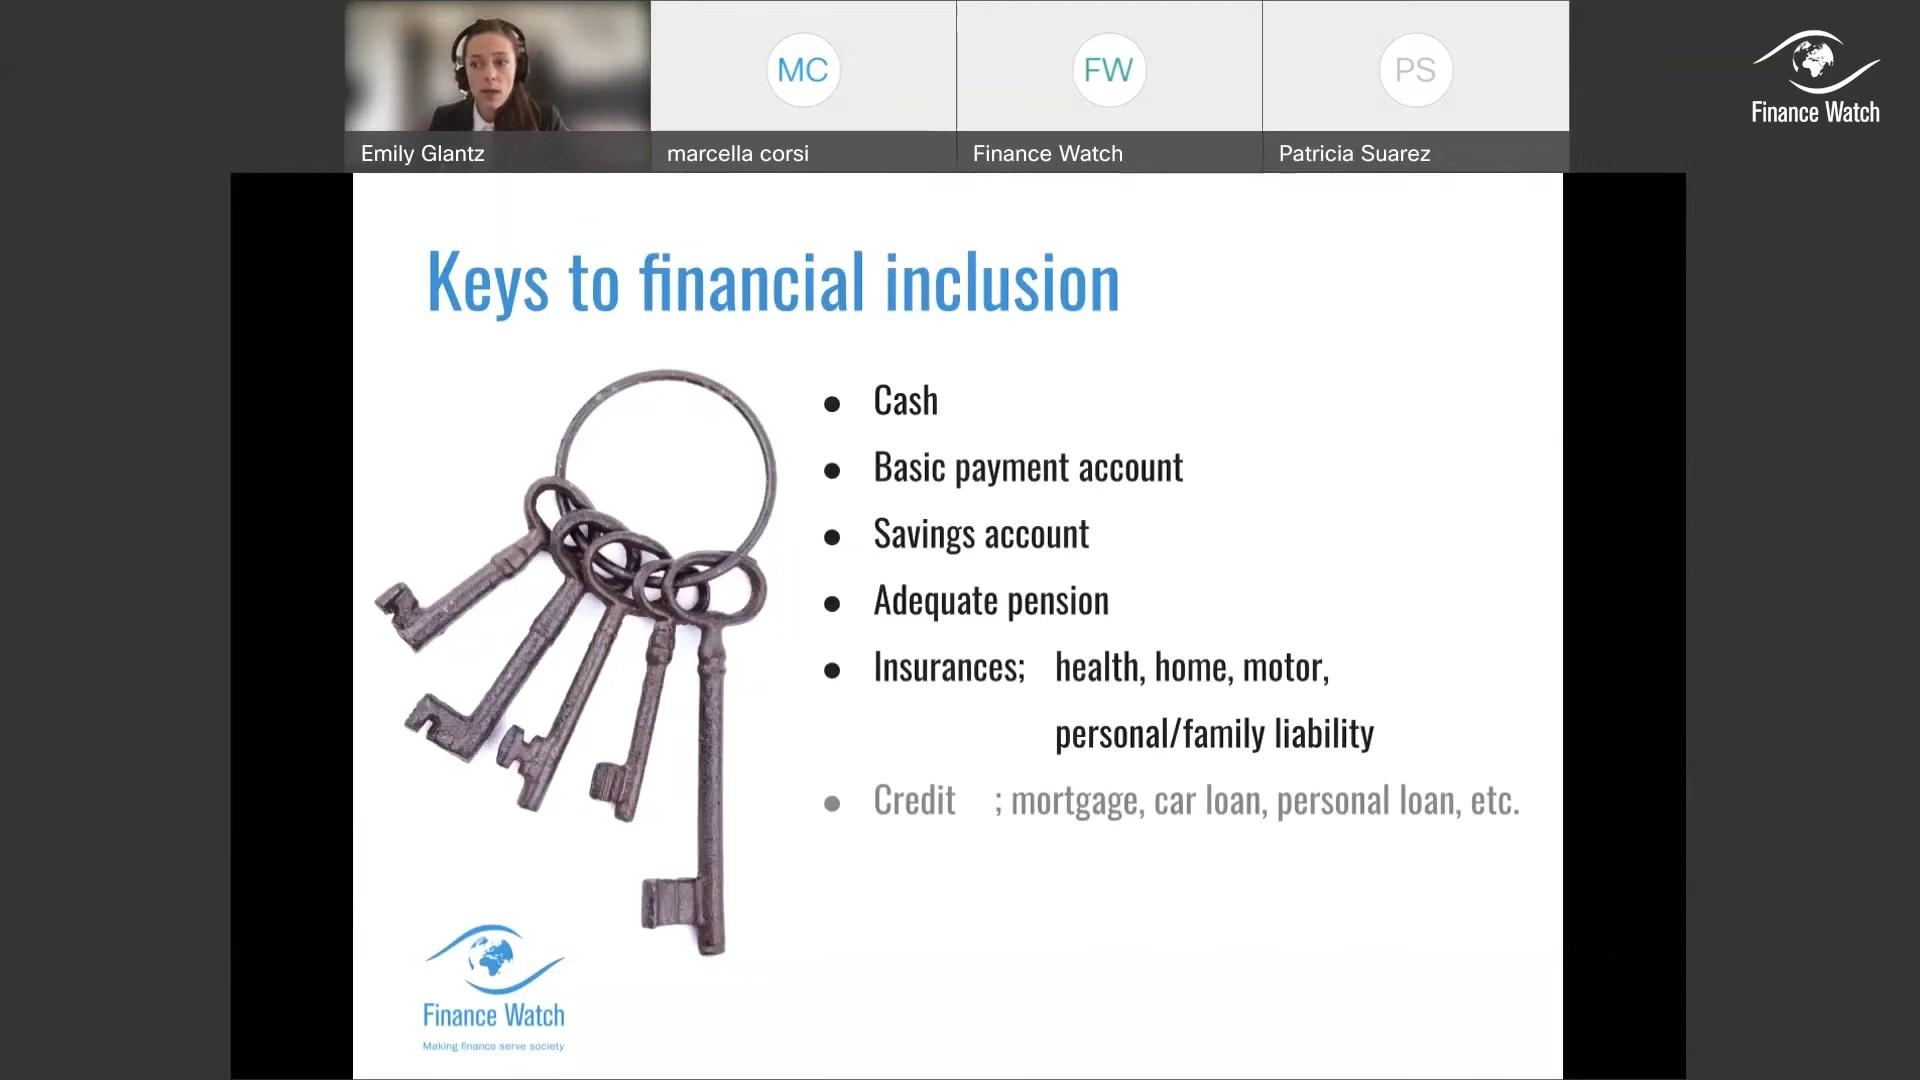 MC
FW
PS
Emily Glantz
marcella corsi
Finance Watch
Patricia Suarez
Finance Watch
Keys to financial inclusion
● Cash
● Basic payment account
● Savings account
● Adequate pension
● Insurances; health, home, motor,
personal/family liability
● Credit ; mortgage, car loan, personal loan, etc.
Finance Watch
Making finance serve society